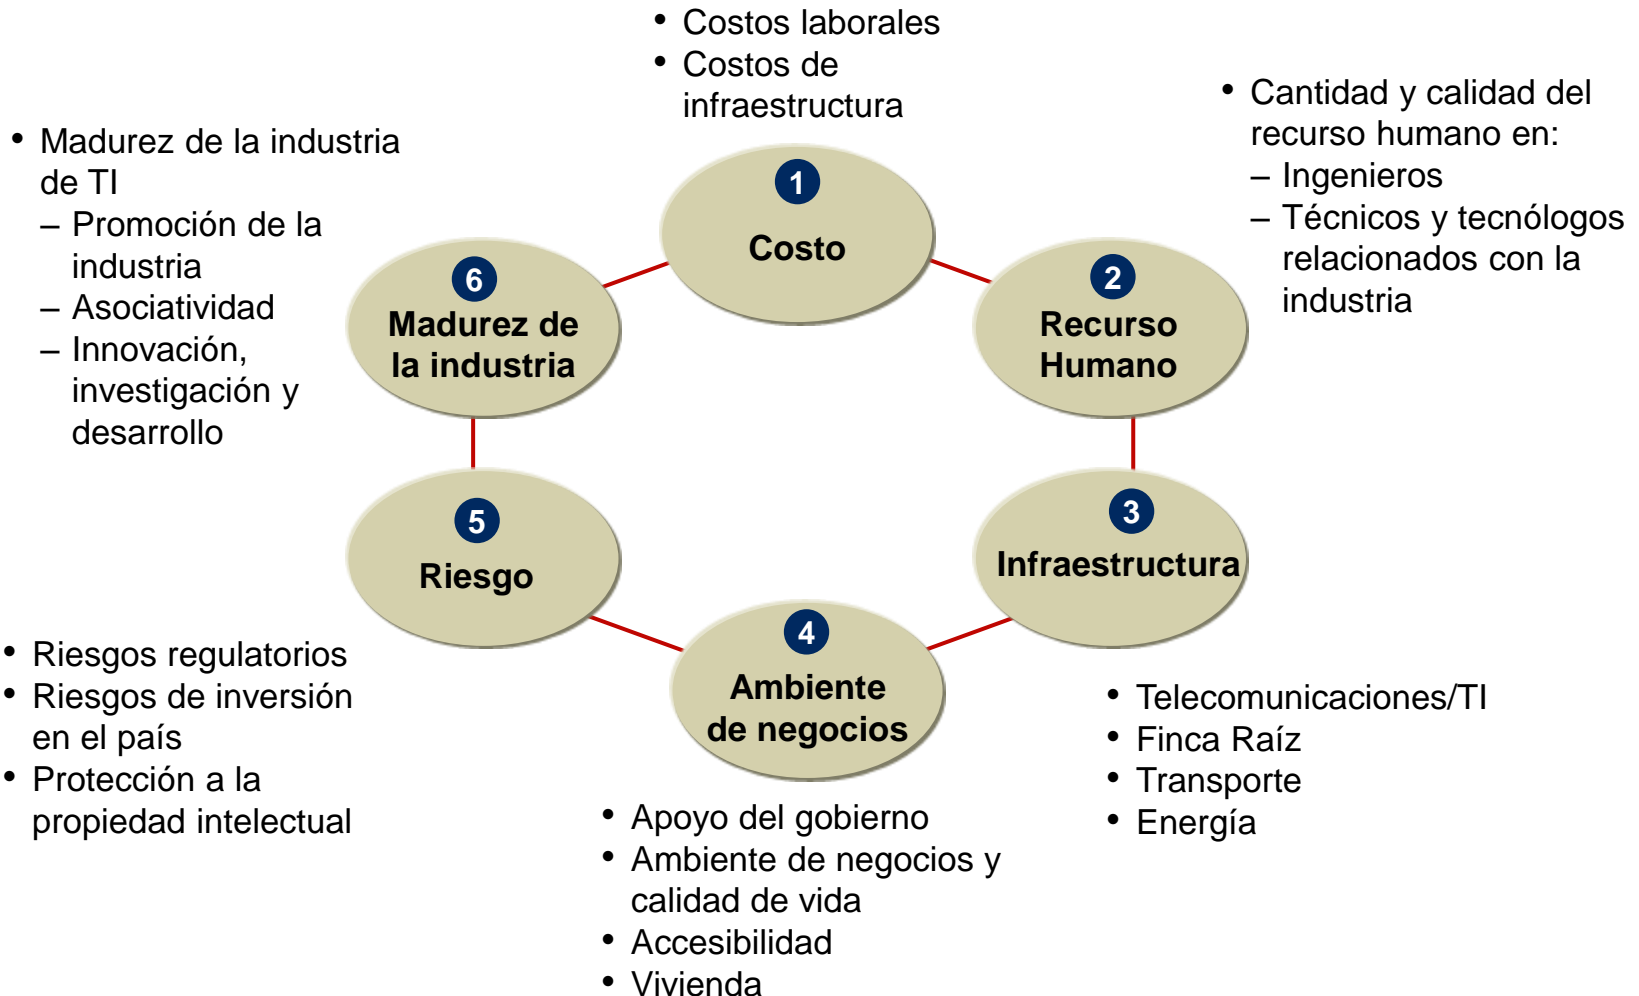 • Costos laborales
• Costos de
infraestructura
1
Costo
• Cantidad y calidad del
recurso humano en:
– Ingenieros
– Técnicos y tecnólogos
relacionados con la
industria
2
Recurso
Humano
3
Infraestructura
• Telecomunicaciones/TI
• Finca Raíz
• Transporte
• Energía
4
Ambiente
de negocios
• Apoyo del gobierno
• Ambiente de negocios y
calidad de vida
• Accesibilidad
• Vivienda
5
Riesgo
• Riesgos regulatorios
• Riesgos de inversión
en el país
• Protección a la
propiedad intelectual
6
Madurez de
la industria
• Madurez de la industria
de TI
– Promoción de la
industria
– Asociatividad
– Innovación,
investigación y
desarrollo